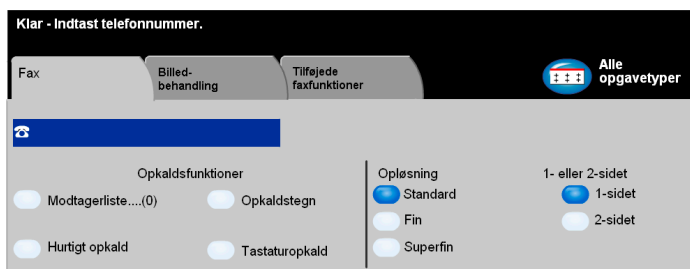 Klar - Indtast telefonnummer.
Fax
Billed-
behandling
Tilføjede
faxfunktioner
Alle
opgavetyper
Opkaldsfunktioner
Modtagerliste....(0)
Opkaldstegn
Hurtigt opkald
Tastaturopkald
Opløsning
Standard
Fin
Superfin
1- eller 2-sidet
1-sidet
2-sidet